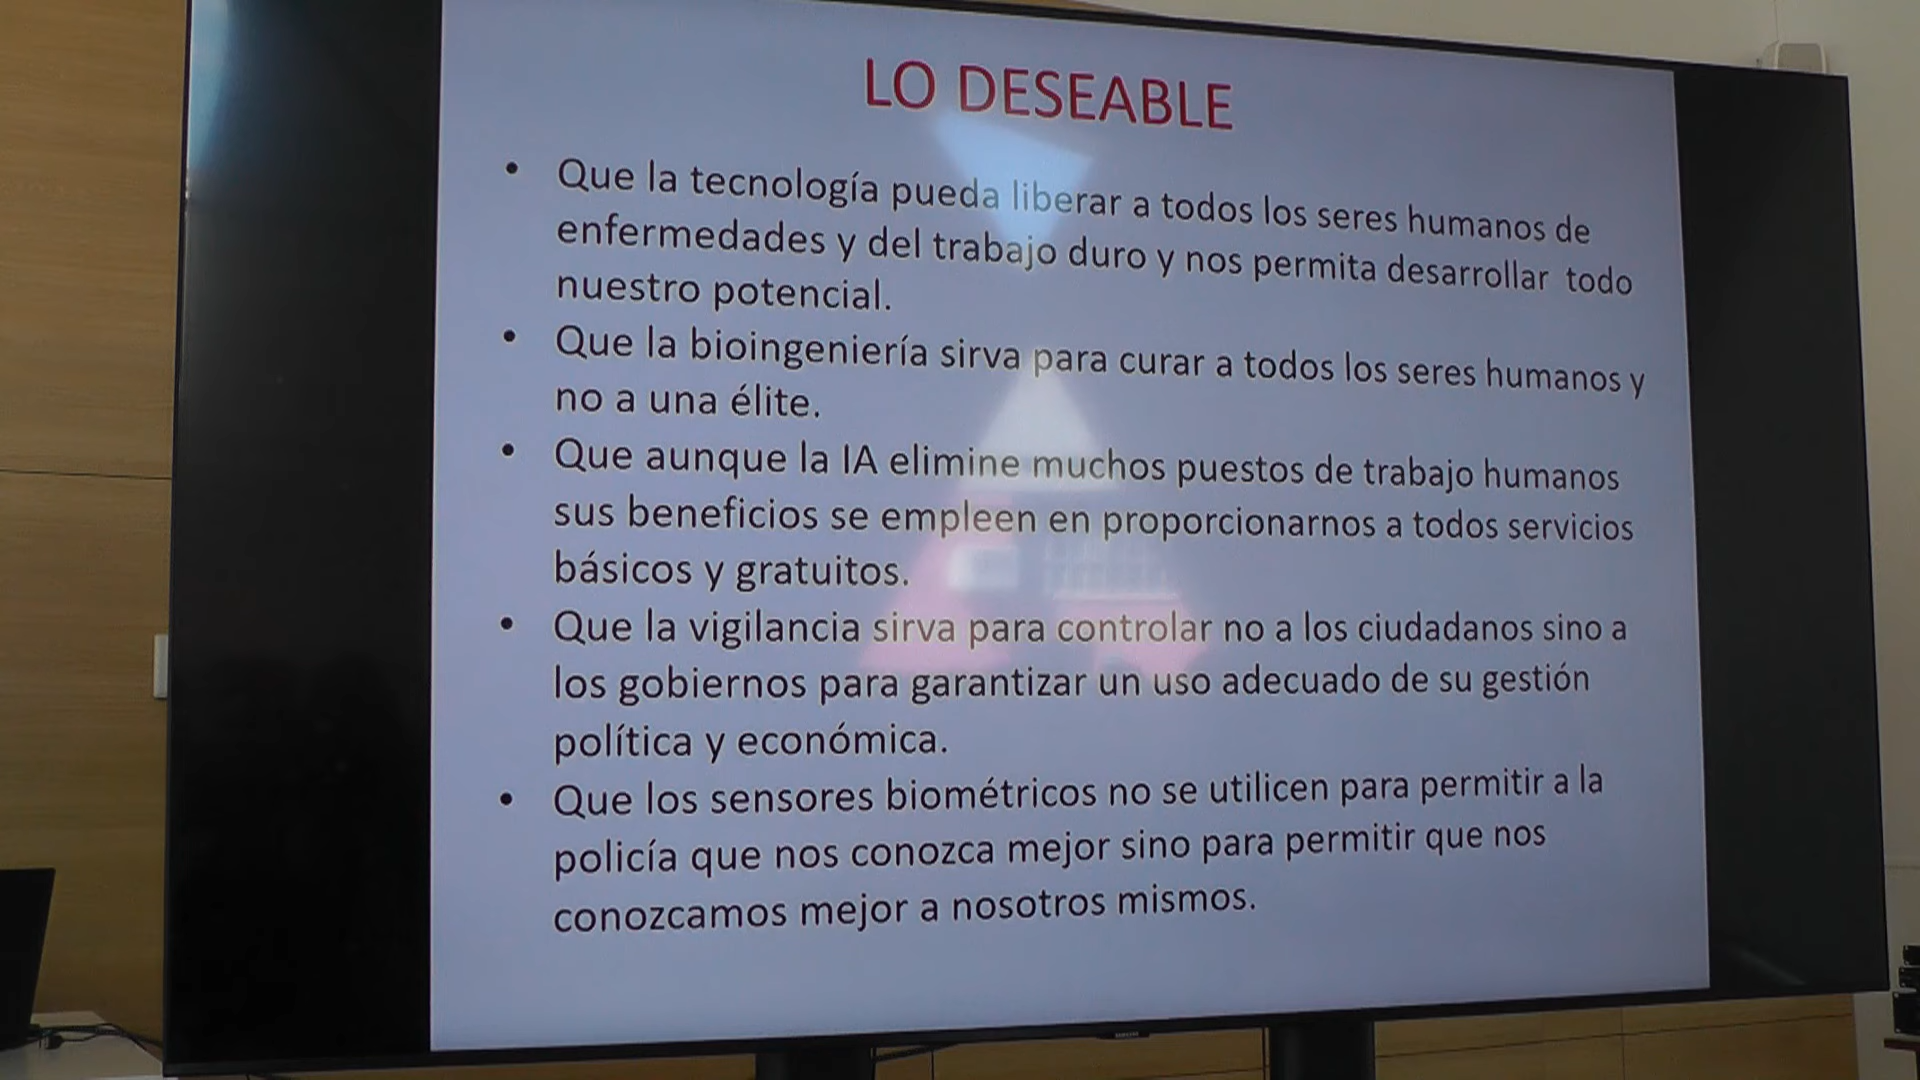 LO DESEABLE
• Que la tecnología pueda liberar a todos los seres humanos de
enfermedades y del trabajo duro y nos permita desarrollar todo
nuestro potencial.
• Que la bioingeniería sirva para curar a todos los seres humanos y
no a una élite.
• Que aunque la IA elimine muchos puestos de trabajo humanos
sus beneficios se empleen en proporcionarnos a todos servicios
básicos y gratuitos.
• Que la vigilancia sirva para controlar no a los ciudadanos sino a
los gobiernos para garantizar un uso adecuado de su gestión
política y económica.
• Que los sensores biométricos no se utilicen para permitir a la
policía que nos conozca mejor sino para permitir que nos
conozcamos mejor a nosotros mismos.